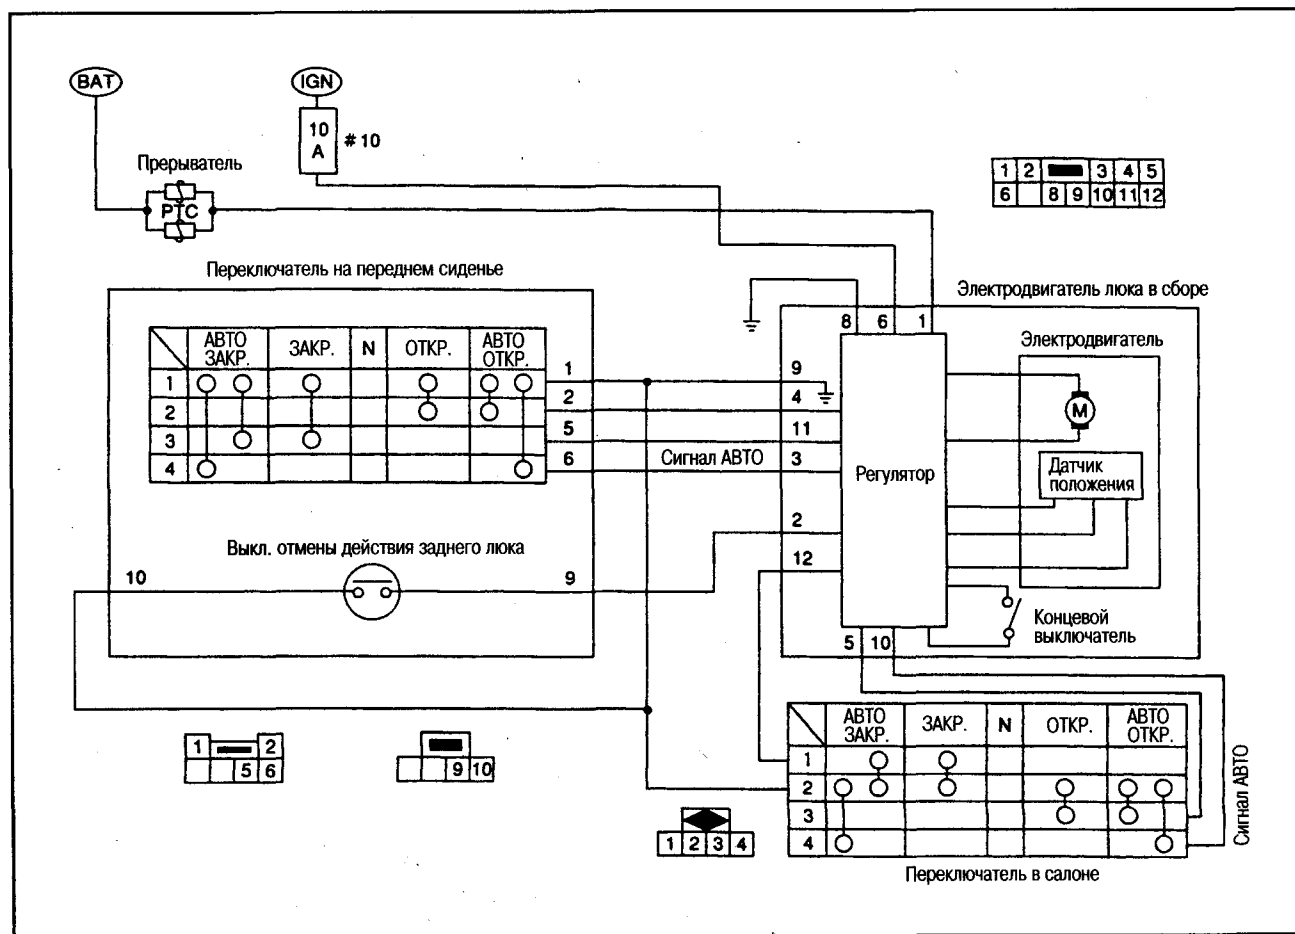 BAT
IGN
10 А
# 10
Прерыватель
PTC
1 2 3 4 5
6 8 9 10 11 12
Переключатель на переднем сиденье
Электродвигатель люка в сборе
8 6 1
АВТО ЗАКР. ЗАКР. N ОТКР. АВТО ОТКР.
1
2
3
4
1
2
5
6
Сигнал АВТО
9
4
11
3
2
12
Регулятор
Электродвигатель
M
Датчик
положения
Выкл. отмены действия заднего люка
10
9
Концевой
выключатель
5 10
1 2
5 6
9 10
1 2 3 4
АВТО ЗАКР. ЗАКР. N ОТКР. АВТО ОТКР.
1
2
3
4
Сигнал АВТО
Переключатель в салоне